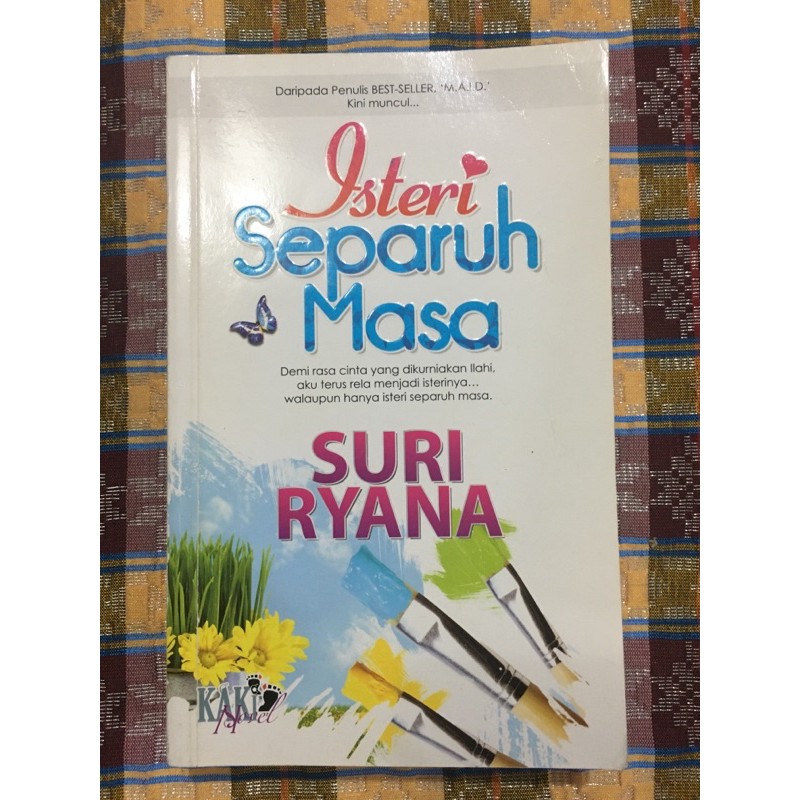 Daripada Penulis BEST-SELLER, 'M.A.I.D.'
Kini muncul...
Isteri
Separuh
Masa
Demi rasa cinta yang dikurniakan Ilahi,
aku terus rela menjadi isterinya...
walaupun hanya isteri separuh masa.
SURI
RYANA
KAKI
Novel